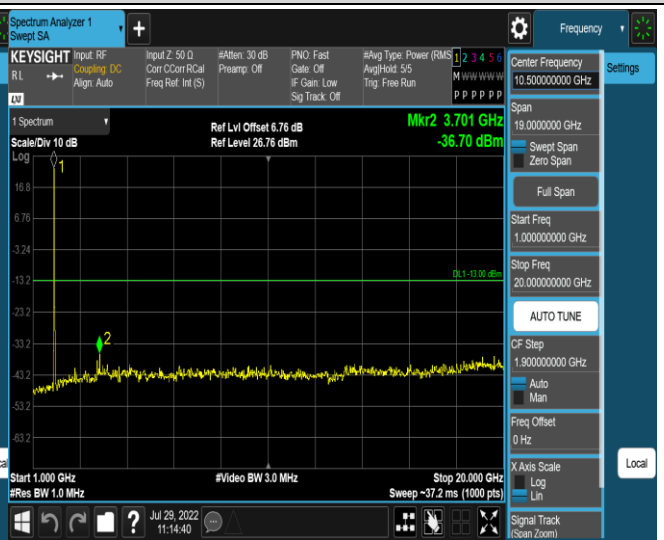 Spectrum Analyzer 1
Swept SA
Frequency
KEYSIGHT
RL
Input: RF
Coupling: DC
Align: Auto
Input Z: 50 Ω
Corr CCorr RCal
Freq Ref: Int (S)
#Atten: 30 dB
Preamp: Off
PNO: Fast
Gate: Off
IF Gain: Low
Sig Track: Off
#Avg Type: Power (RMS
Avg|Hold: 5/5
Trig: Free Run
1 2 3 4 5 6
M W W W W W
P P P P P P
LXI
1 Spectrum
Scale/Div 10 dB
Log
Ref Lvl Offset 6.76 dB
Ref Level 26.76 dBm
Mkr2 3.701 GHz
-36.70 dBm
1
16.8
6.76
-3.24
-13.2
-23.2
-33.2
-43.2
-53.2
-63.2
DL1 -13.00 dBm
2
Start 1.000 GHz
#Res BW 1.0 MHz
#Video BW 3.0 MHz
Stop 20.000 GHz
Sweep ~37.2 ms (1000 pts)
Jul 29, 2022
11:14:40
Center Frequency
10.500000000 GHz
Settings
Span
19.0000000 GHz
Swept Span
Zero Span
Full Span
Start Freq
1.000000000 GHz
Stop Freq
20.000000000 GHz
AUTO TUNE
CF Step
1.900000000 GHz
Auto
Man
Freq Offset
0 Hz
X Axis Scale
Log
Lin
Local
Signal Track
(Span Zoom)